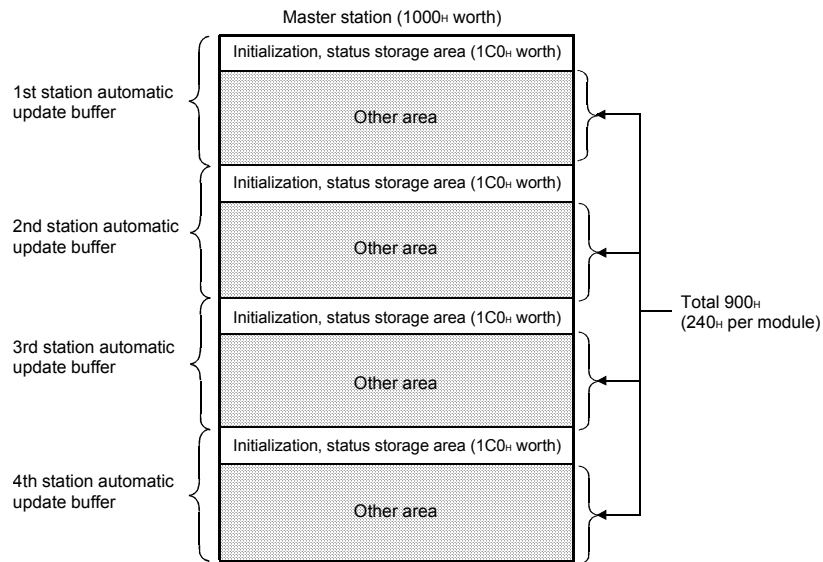 Master station (1000H worth)
Initialization, status storage area (1C0H worth)
1st station automatic
update buffer
Other area
Initialization, status storage area (1C0H worth)
2nd station automatic
update buffer
Other area
Total 900H
(240H per module)
Initialization, status storage area (1C0H worth)
3rd station automatic
update buffer
Other area
Initialization, status storage area (1C0H worth)
4th station automatic
update buffer
Other area